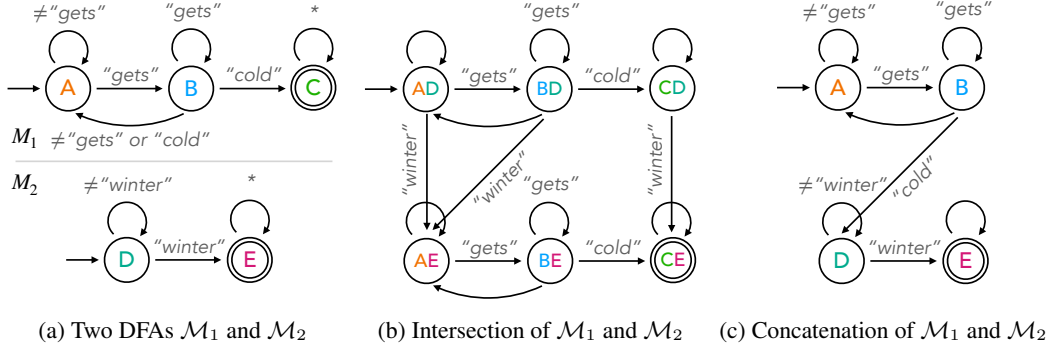 ≠“gets”
“gets”
*
A
“gets”
B
“cold”
C
M1
≠“gets” or “cold”
M2
≠“winter”
*
D
“winter”
E
(a) Two DFAs M1 and M2
“gets”
AD
“gets”
BD
“cold”
CD
“winter”
“winter”
“winter”
“gets”
AE
“gets”
BE
“cold”
CE
(b) Intersection of M1 and M2
≠“gets”
“gets”
A
“gets”
B
≠“winter”
“cold”
D
“winter”
E
(c) Concatenation of M1 and M2